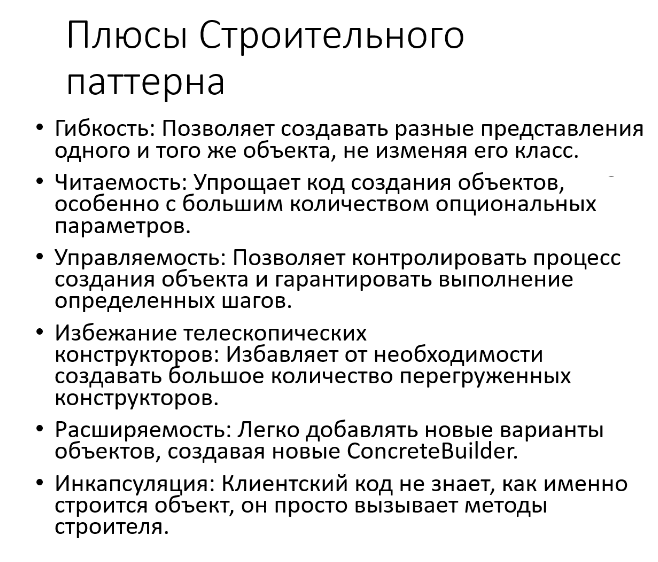 Плюсы Строительного
паттерна
• Гибкость: Позволяет создавать разные представления
одного и того же объекта, не изменяя его класс.
• Читаемость: Упрощает код создания объектов,
особенно с большим количеством опциональных
параметров.
• Управляемость: Позволяет контролировать процесс
создания объекта и гарантировать выполнение
определенных шагов.
• Избежание телескопических
конструкторов: Избавляет от необходимости
создавать большое количество перегруженных
конструкторов.
• Расширяемость: Легко добавлять новые варианты
объектов, создавая новые ConcreteBuilder.
• Инкапсуляция: Клиентский код не знает, как именно
строится объект, он просто вызывает методы
строителя.